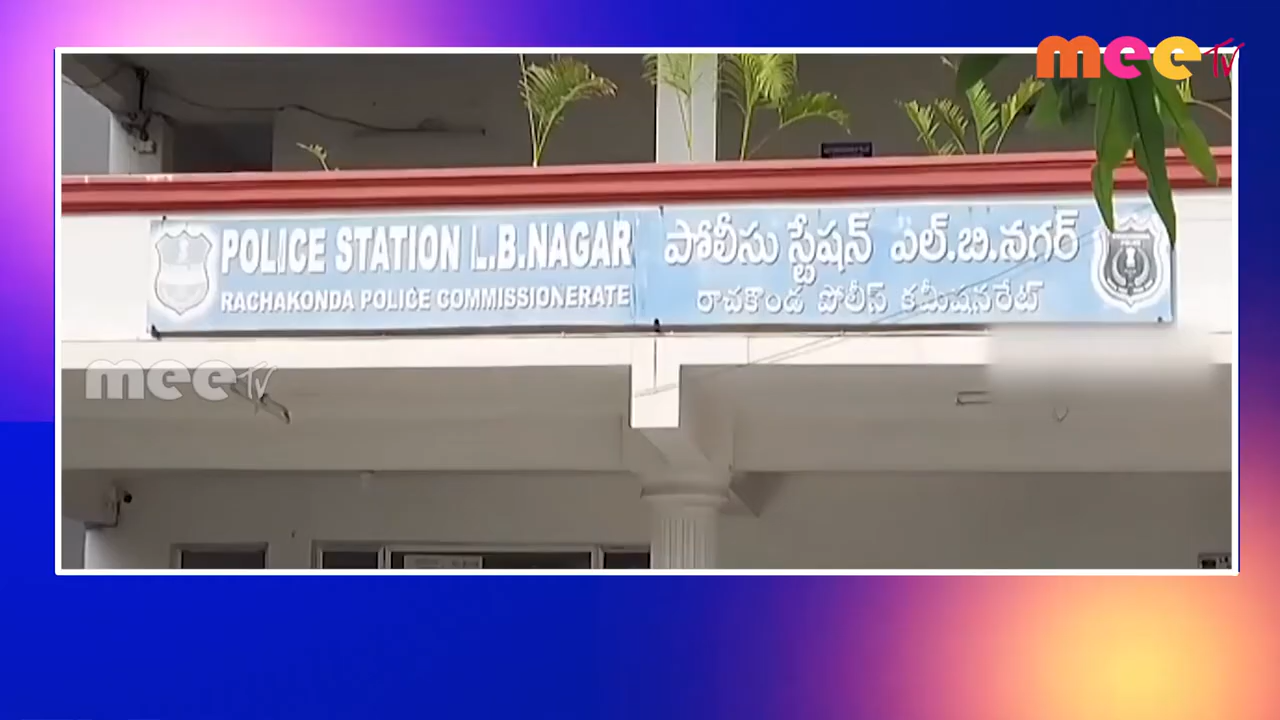 mee TV
POLICE STATION L.B.NAGAR
RACHAKONDA POLICE COMMISSIONERATE
పోలీసు స్టేషన్ ఎల్.బి.నగర్
రాచకొండ పోలీస్ కమీషనరేట్
mee TV